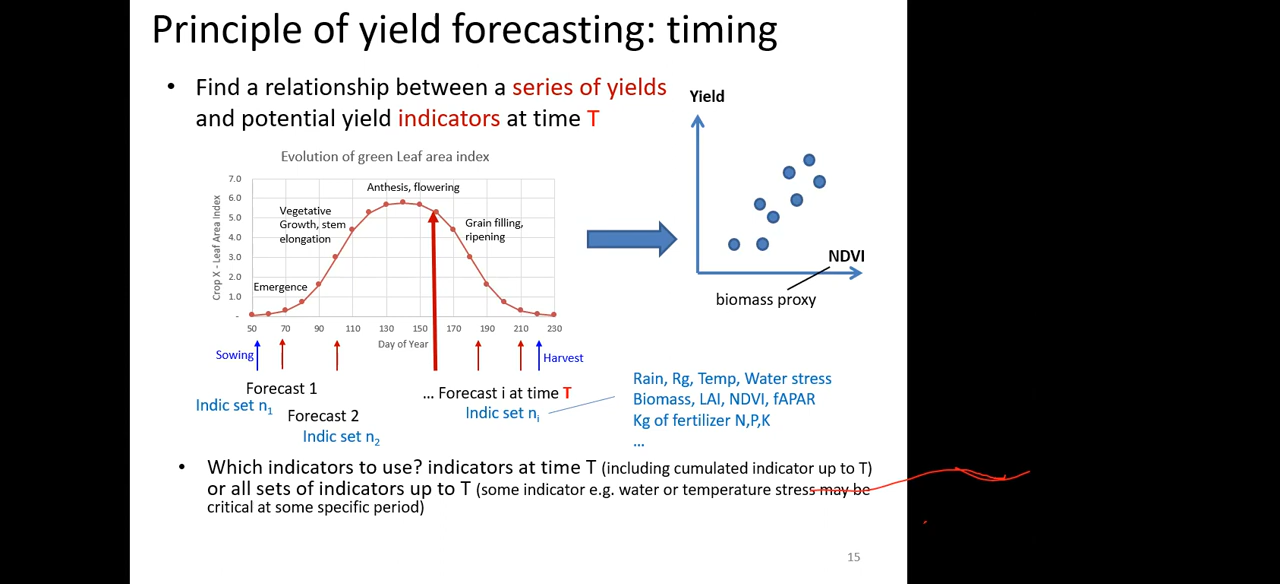 Principle of yield forecasting: timing
• Find a relationship between a series of yields
and potential yield indicators at time T
Evolution of green Leaf area index
Crop X - Leaf Area Index
7.0
6.0
5.0
4.0
3.0
2.0
1.0
-
Anthesis, flowering
Vegetative
Growth, stem
elongation
Grain filling,
ripening
Emergence
50 70 90 110 130 150 170 190 210 230
Day of Year
Sowing
Harvest
Forecast 1
Indic set n1
Forecast 2
Indic set n2
... Forecast i at time T
Indic set ni
Yield
NDVI
biomass proxy
Rain, Rg, Temp, Water stress
Biomass, LAI, NDVI, fAPAR
Kg of fertilizer N,P,K
...
• Which indicators to use? indicators at time T (including cumulated indicator up to T)
or all sets of indicators up to T (some indicator e.g. water or temperature stress may be
critical at some specific period)
15